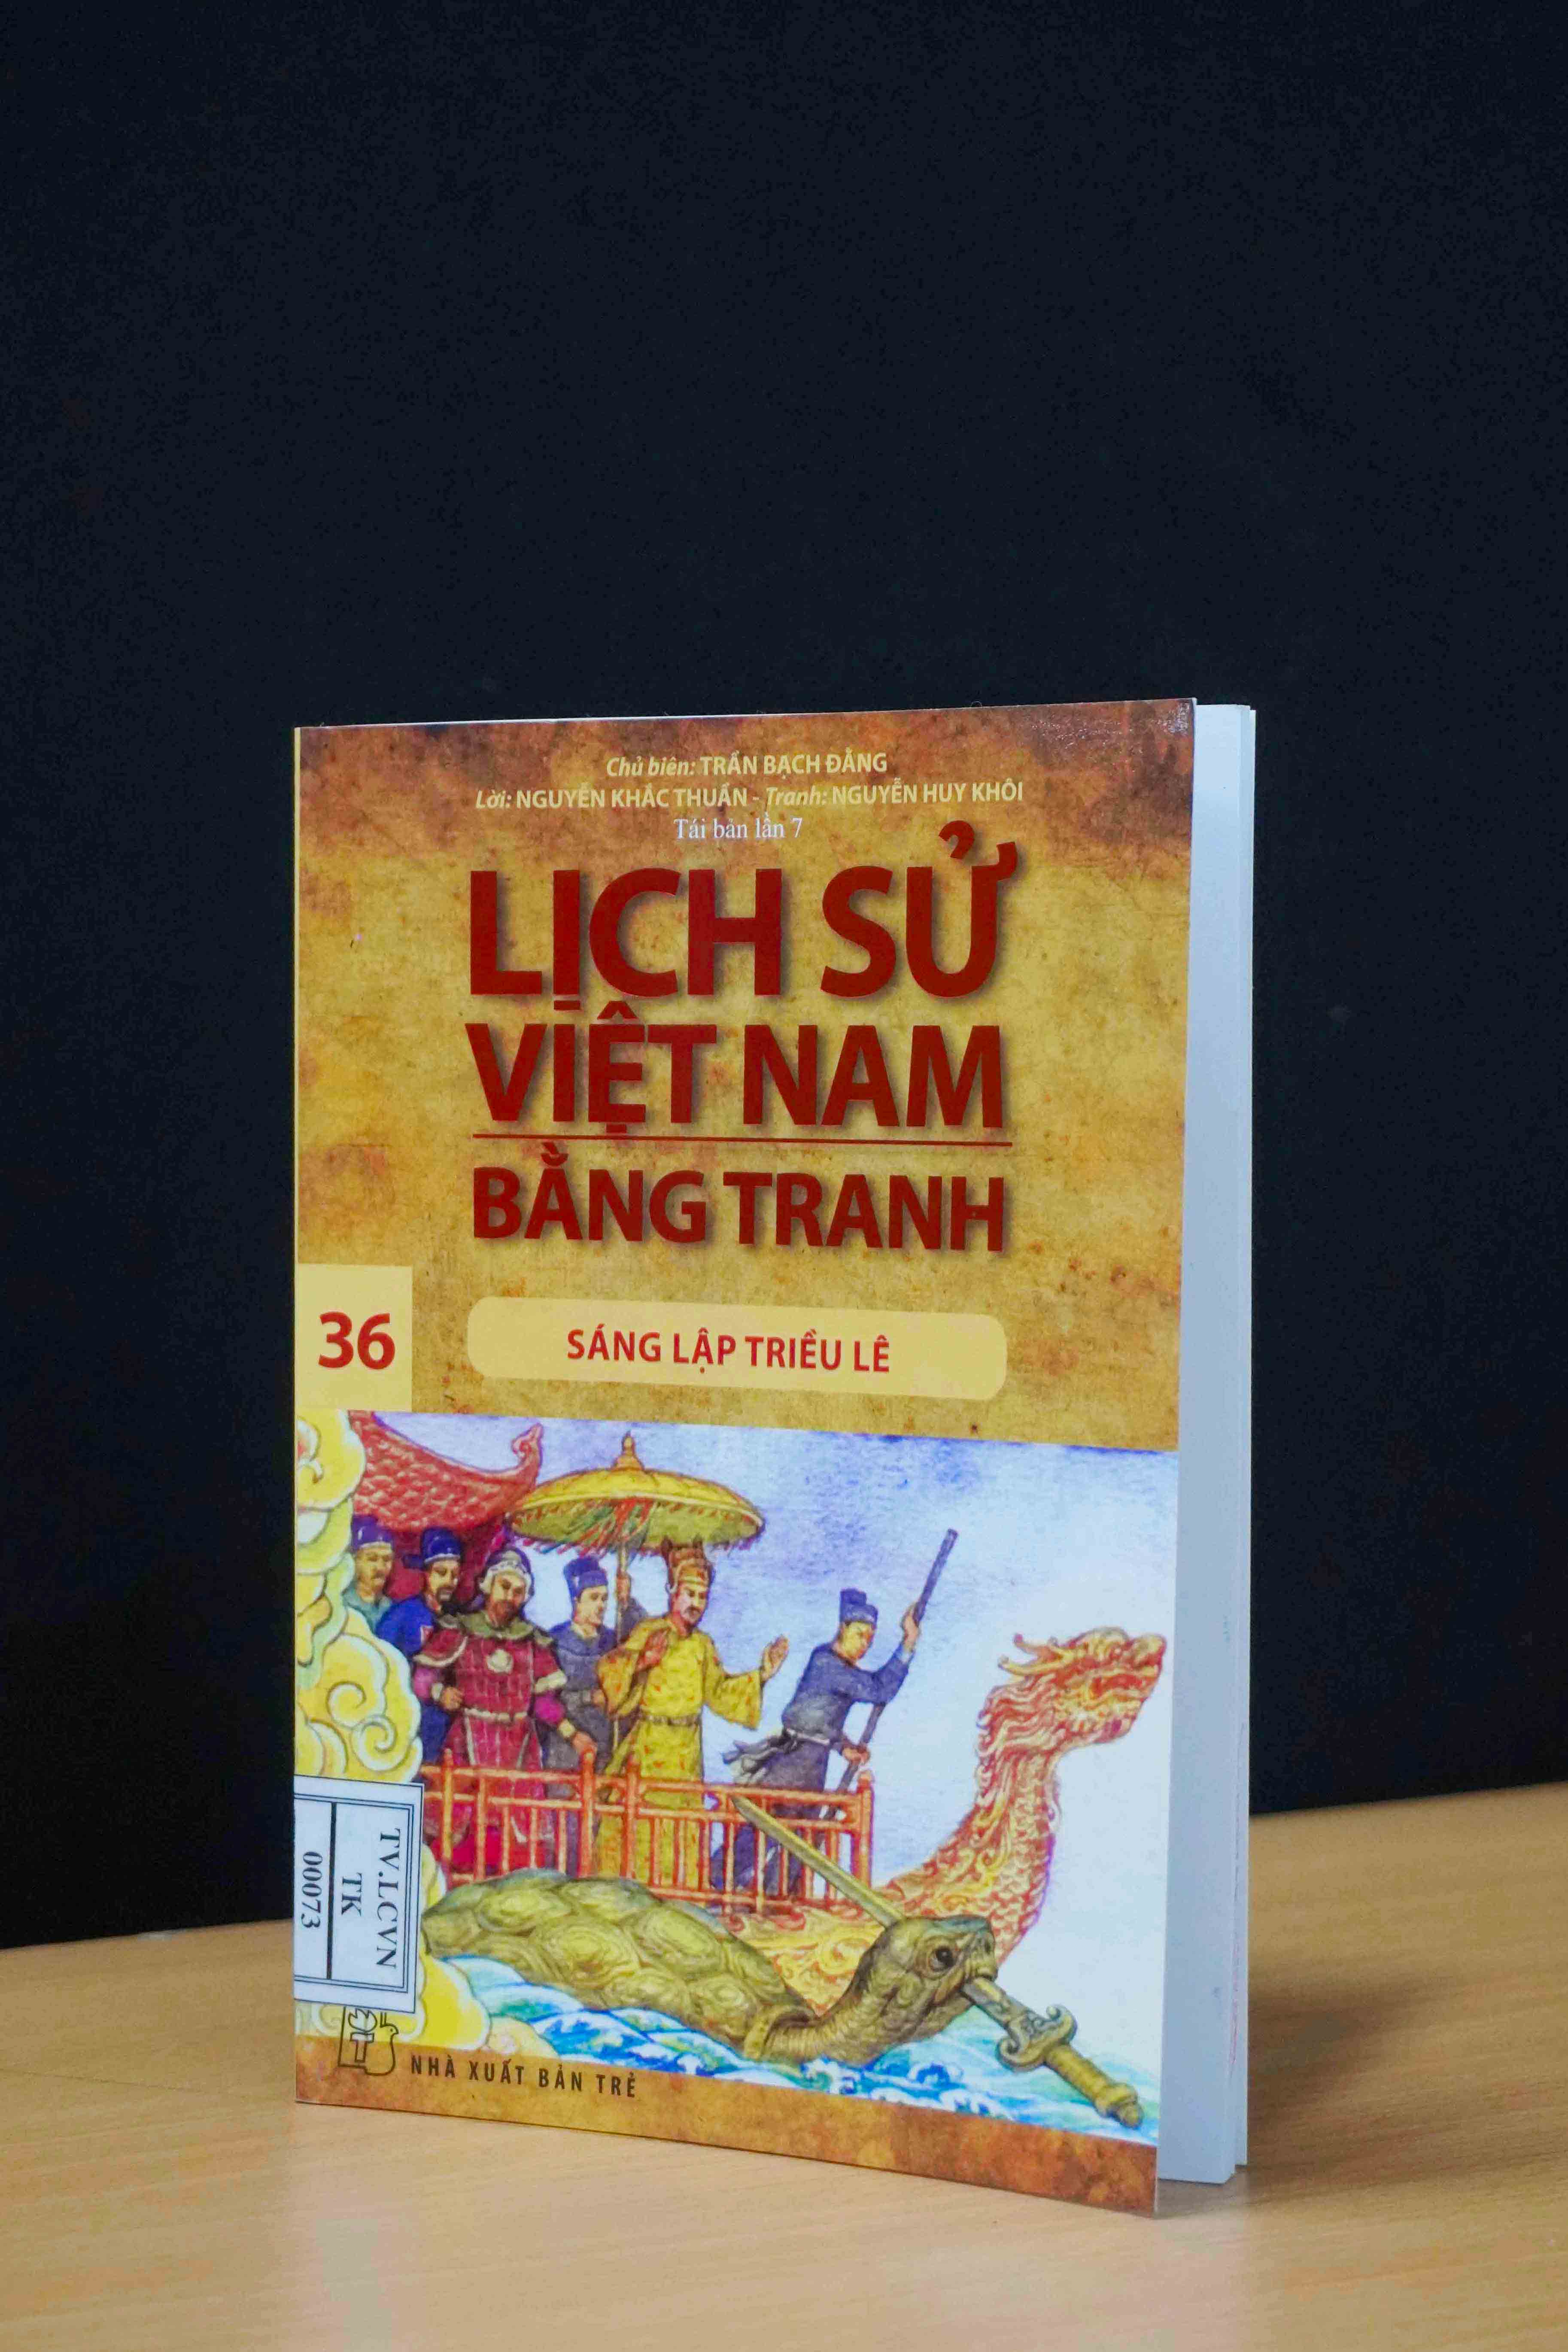 Chủ biên: TRẦN BẠCH ĐẰNG
Lời: NGUYỄN KHẮC THUẦN - Tranh: NGUYỄN HUY KHÔI
Tái bản lần 7
LỊCH SỬ
VIỆT NAM
BẰNG TRANH
36
SÁNG LẬP TRIỀU LÊ
TV.LCVN
TK
00073
NHÀ XUẤT BẢN TRẺ